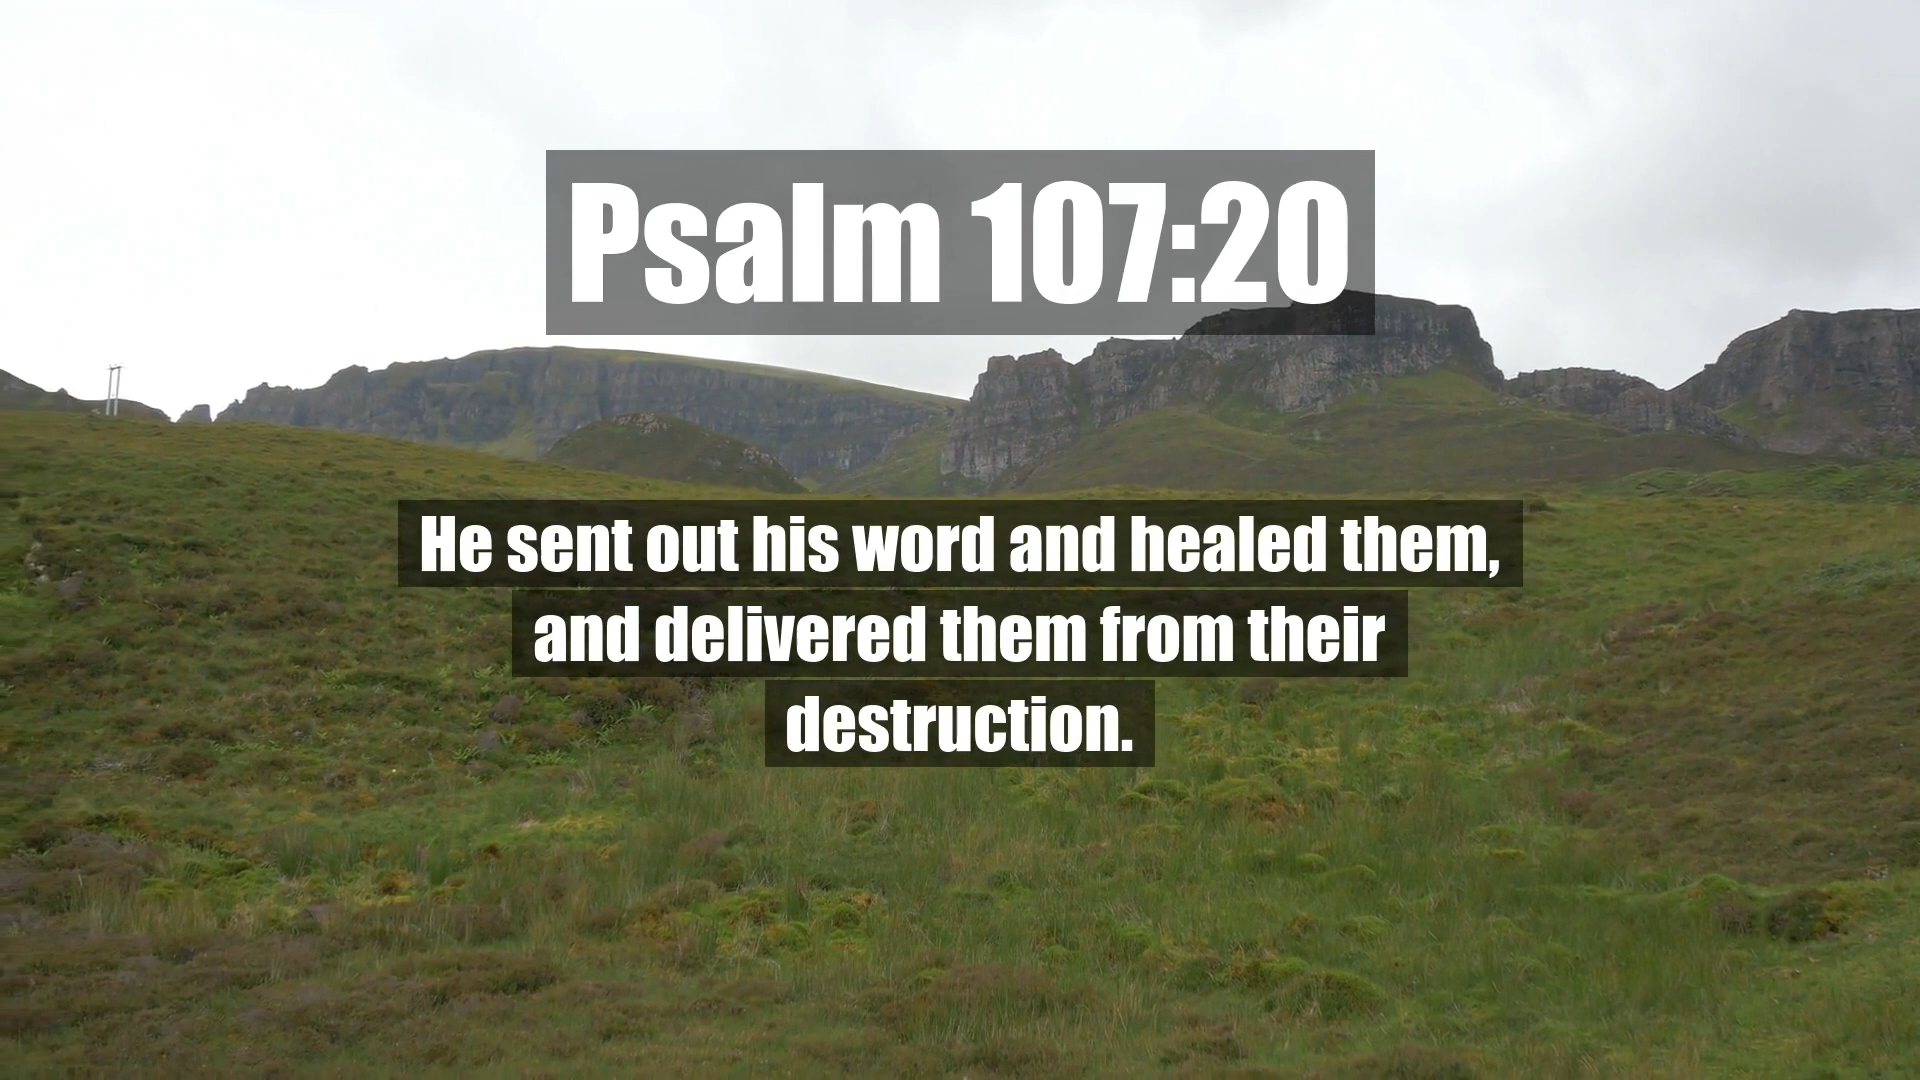 Psalm 107:20
He sent out his word and healed them,
and delivered them from their
destruction.